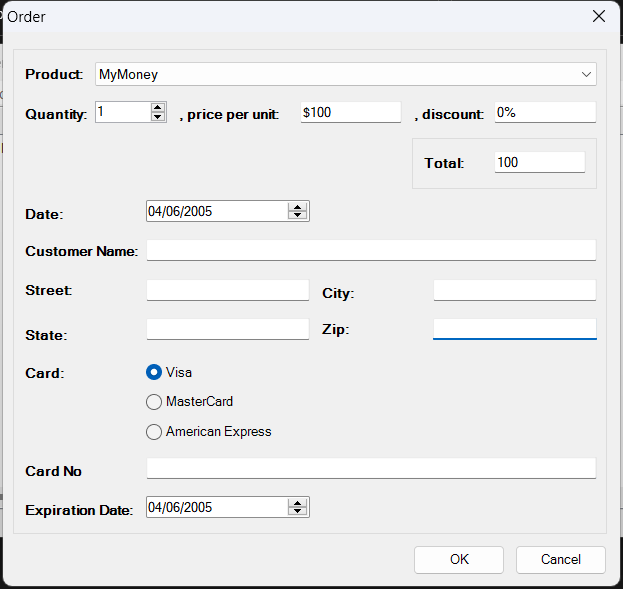 Order
Product: MyMoney
Quantity: 1 , price per unit: $100 , discount: 0%
Total: 100
Date: 04/06/2005
Customer Name:
Street: City:
State: Zip:
Card: Visa
MasterCard
American Express
Card No
Expiration Date: 04/06/2005
OK Cancel